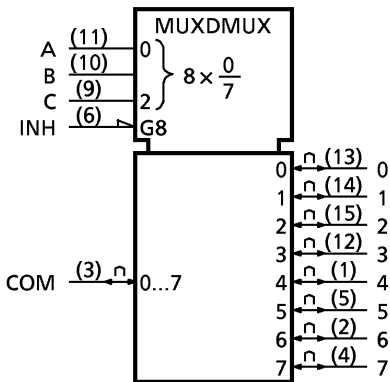 MUXDMUX
A (11) 0
B (10) 8 × 0/7
C (9) 2
INH (6) G8
0 ∩ (13) 0
1 ∩ (14) 1
2 ∩ (15) 2
3 ∩ (12) 3
COM (3) ∩ 0...7 4 ∩ (1) 4
5 ∩ (5) 5
6 ∩ (2) 6
7 ∩ (4) 7